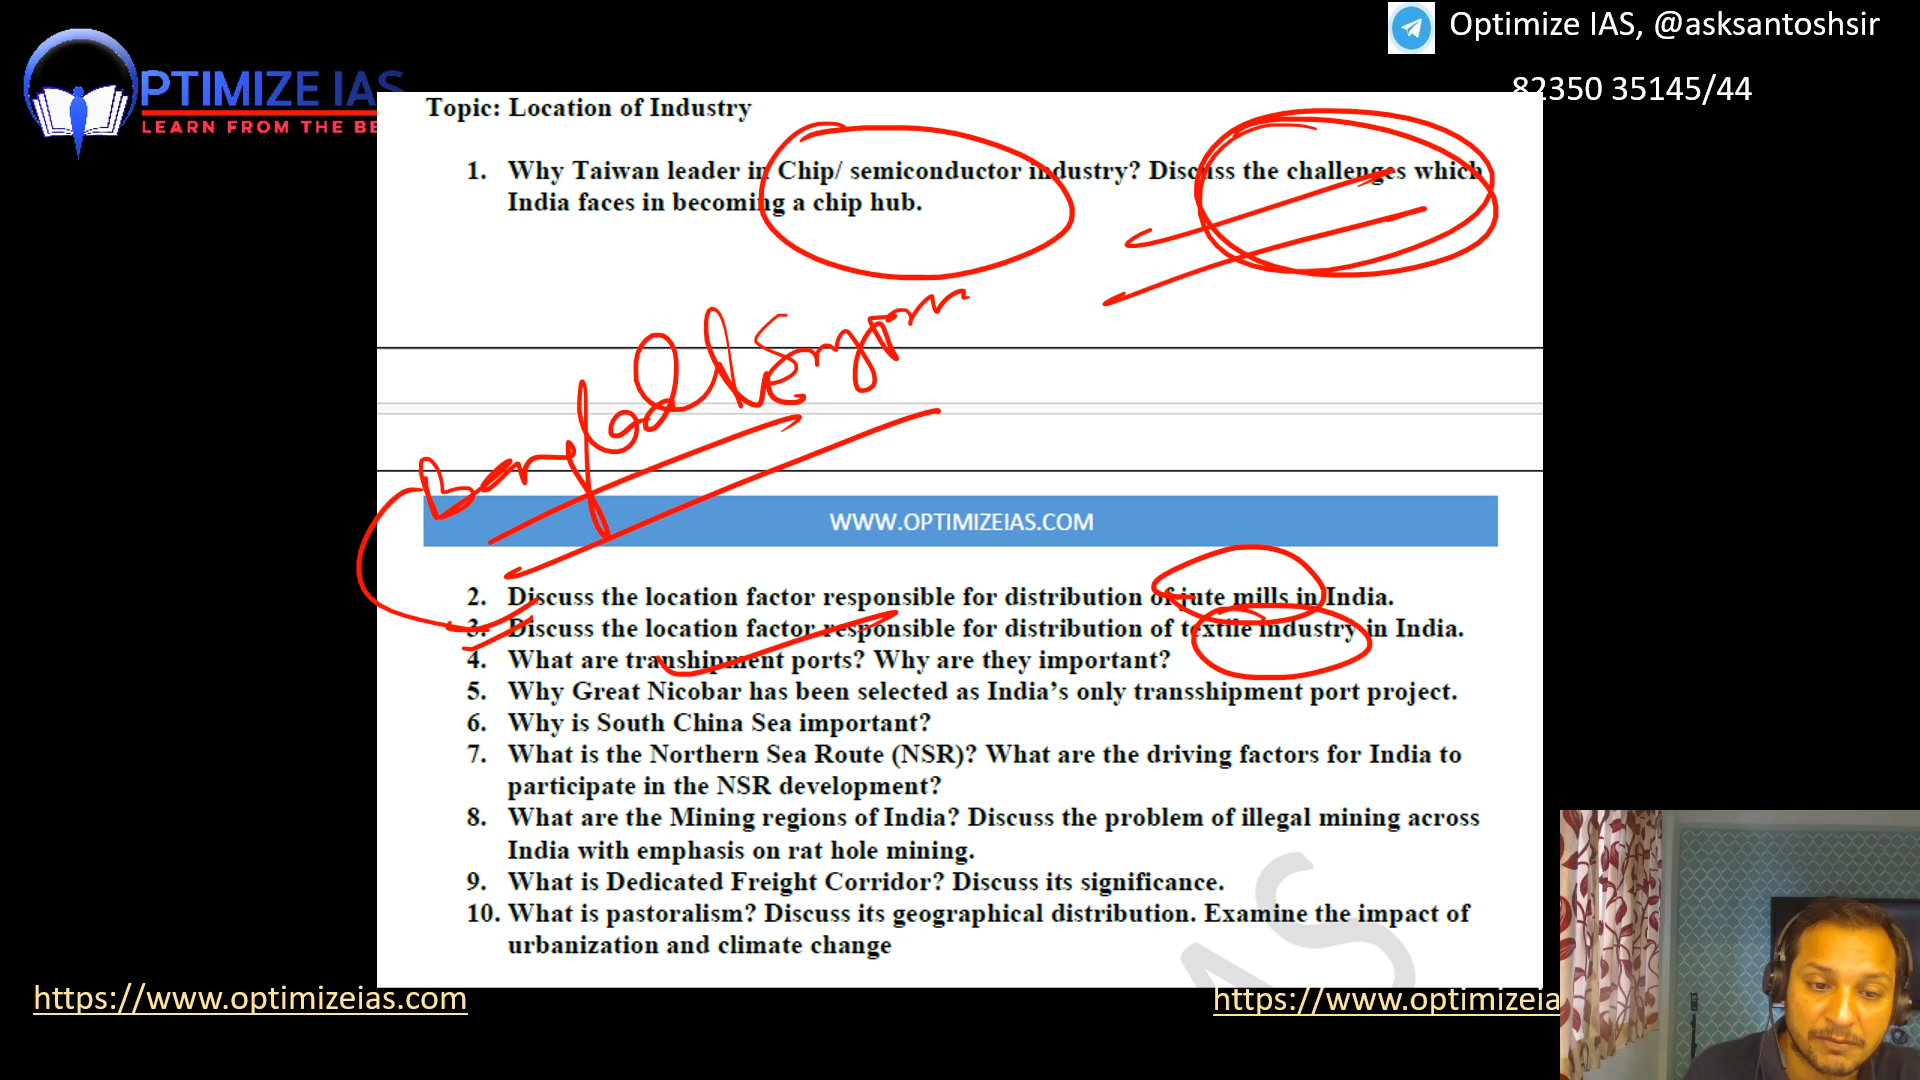 Optimize IAS, @asksantoshsir
82350 35145/44
PTIMIZE IAS
LEARN FROM THE BE
Topic: Location of Industry
1. Why Taiwan leader in Chip/ semiconductor industry? Discuss the challenges which
India faces in becoming a chip hub.
WWW.OPTIMIZEIAS.COM
2. Discuss the location factor responsible for distribution of jute mills in India.
3. Discuss the location factor responsible for distribution of textile industry in India.
4. What are transhipment ports? Why are they important?
5. Why Great Nicobar has been selected as India's only transshipment port project.
6. Why is South China Sea important?
7. What is the Northern Sea Route (NSR)? What are the driving factors for India to
participate in the NSR development?
8. What are the Mining regions of India? Discuss the problem of illegal mining across
India with emphasis on rat hole mining.
9. What is Dedicated Freight Corridor? Discuss its significance.
10. What is pastoralism? Discuss its geographical distribution. Examine the impact of
urbanization and climate change
AS
https://www.optimizeias.com
https://www.optimizeia